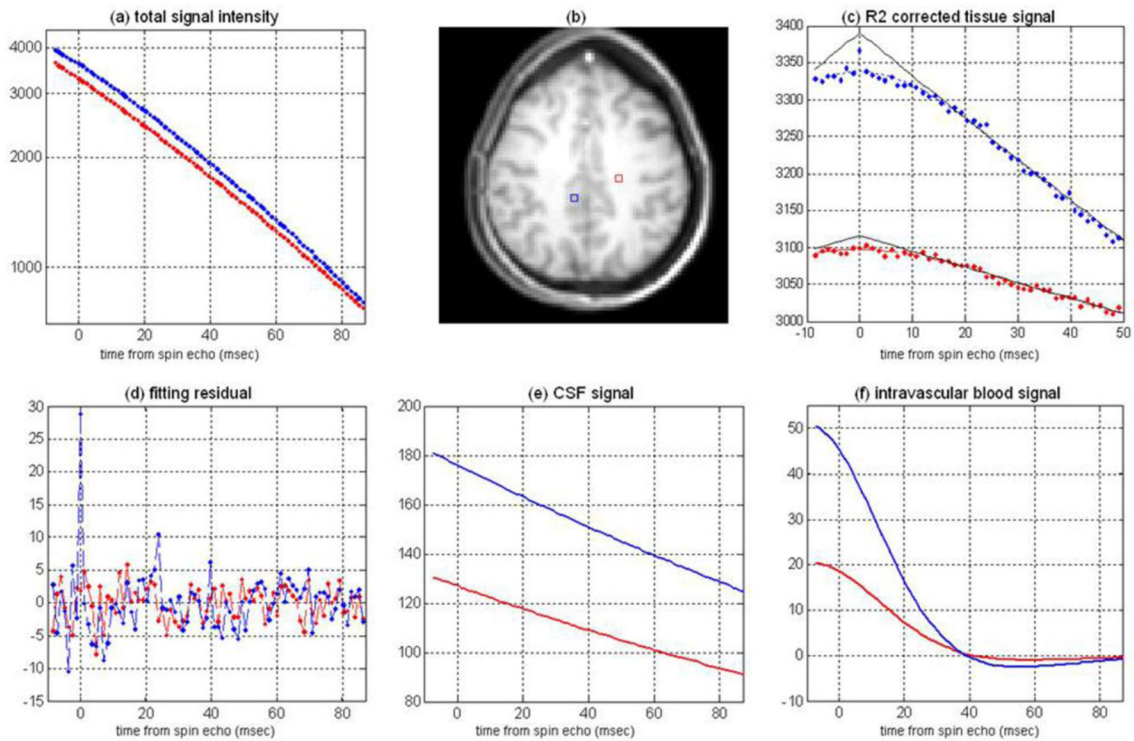 (a) total signal intensity
4000
3000
2000
1000
0 20 40 60 80
time from spin echo (msec)
(b)
(c) R2 corrected tissue signal
3400
3350
3300
3250
3200
3150
3100
3050
3000
-10 0 10 20 30 40 50
time from spin echo (msec)
(d) fitting residual
30
25
20
15
10
5
0
-5
-10
-15
0 20 40 60 80
time from spin echo (msec)
(e) CSF signal
200
180
160
140
120
100
80
0 20 40 60 80
time from spin echo (msec)
(f) intravascular blood signal
50
40
30
20
10
0
-10
0 20 40 60 80
time from spin echo (msec)